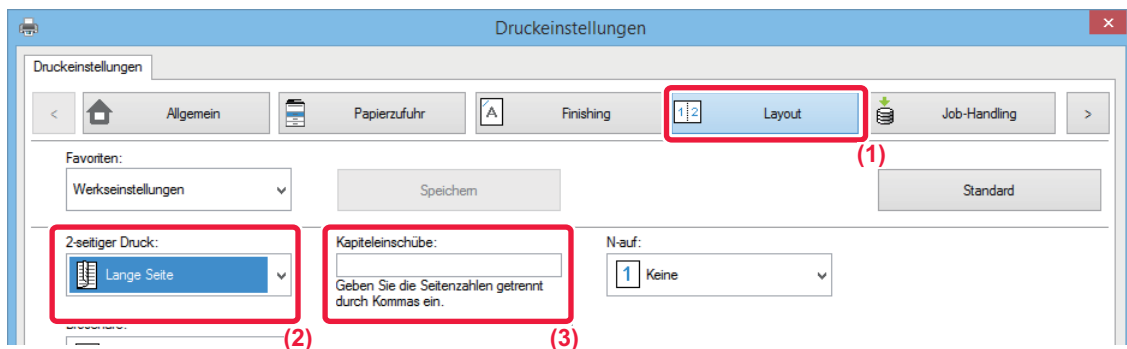 Druckeinstellungen
Druckeinstellungen
< Allgemein Papierzufuhr A Finishing 1 2 Layout Job-Handling >
(1)
Favoriten:
Werkseinstellungen Speichern Standard
2-seitiger Druck: Kapiteleinschübe: N-auf:
Lange Seite 1 Keine
Geben Sie die Seitenzahlen getrennt
durch Kommas ein.
(2) (3)